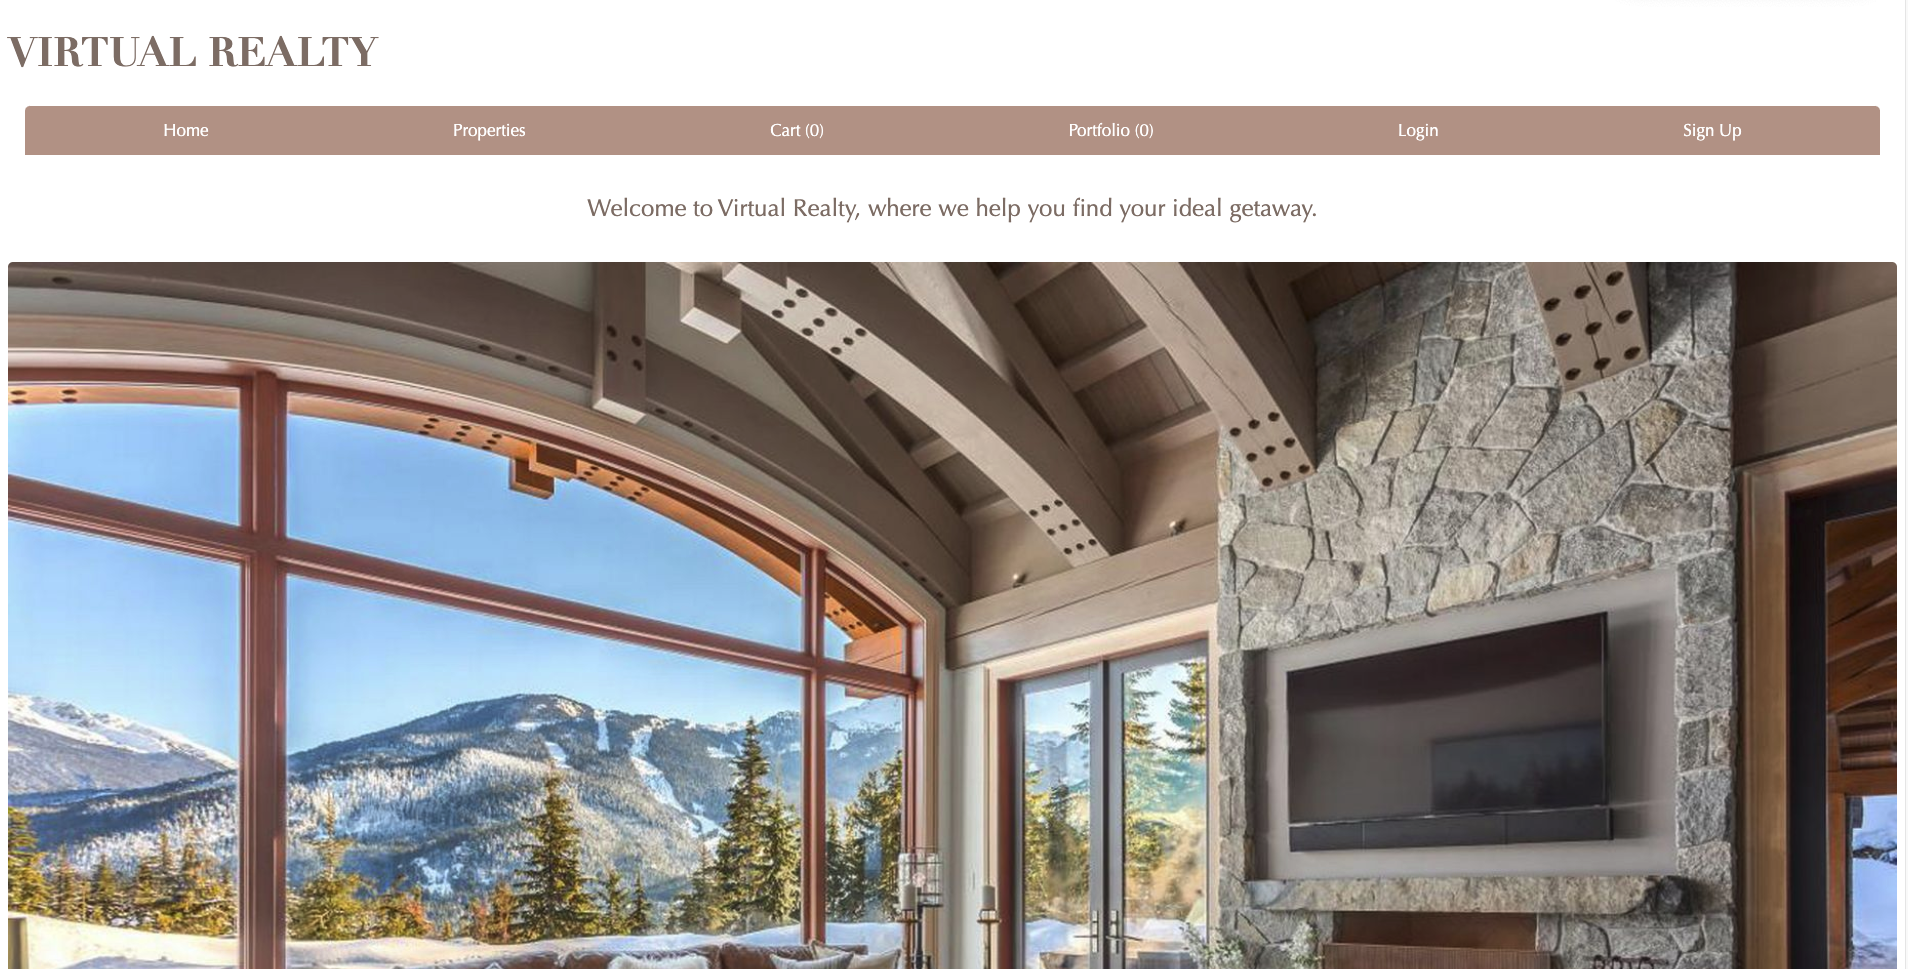 VIRTUAL REALTY
Home Properties Cart (0) Portfolio (0) Login Sign Up
Welcome to Virtual Realty, where we help you find your ideal getaway.